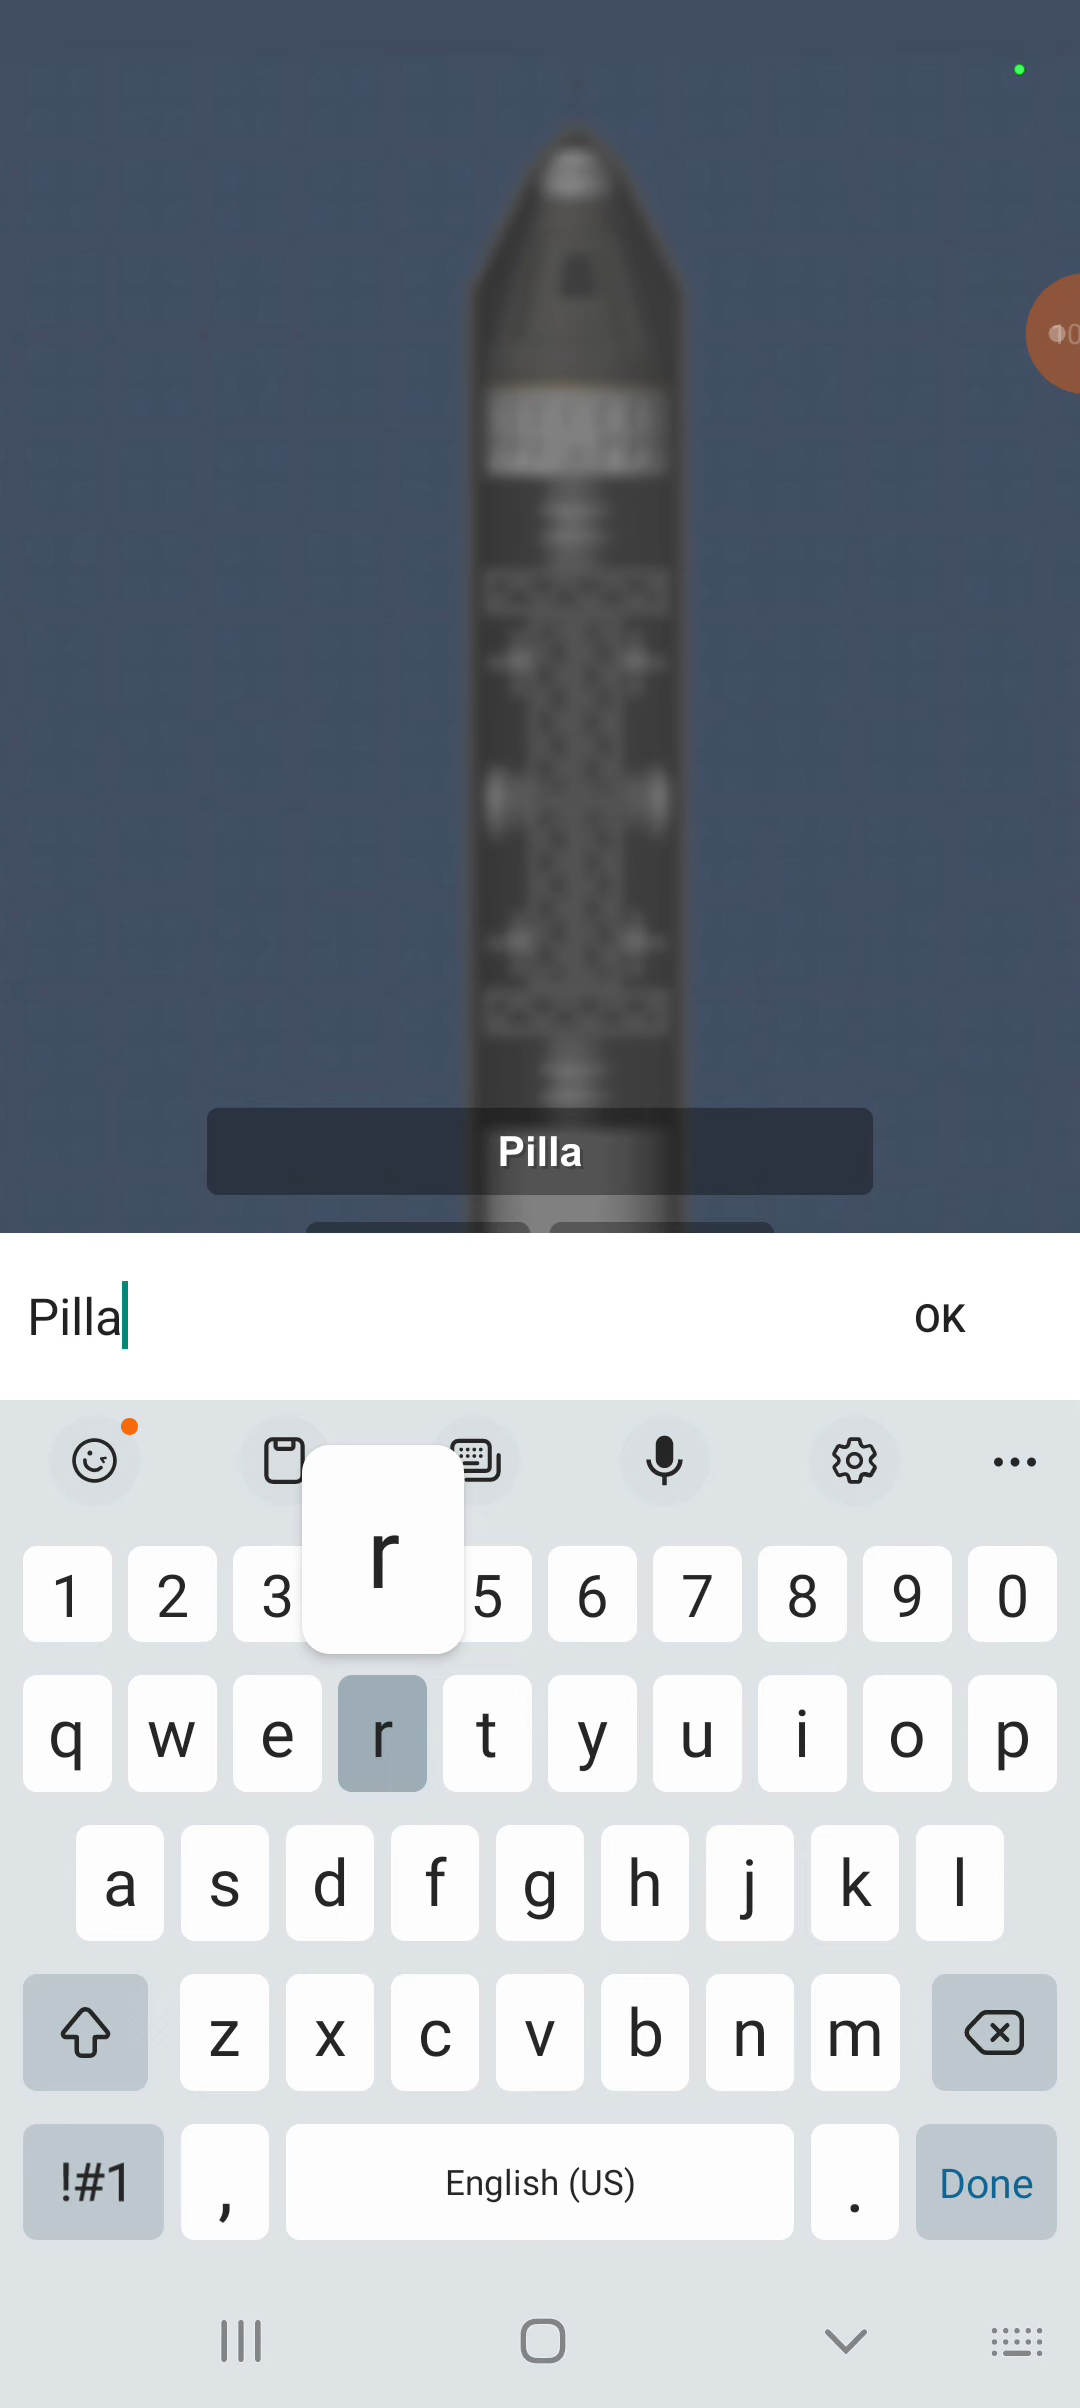 Pilla
Pilla
OK
r
1 2 3 5 6 7 8 9 0
q w e r t y u i o p
a s d f g h j k l
z x c v b n m
!#1 , English (US) . Done